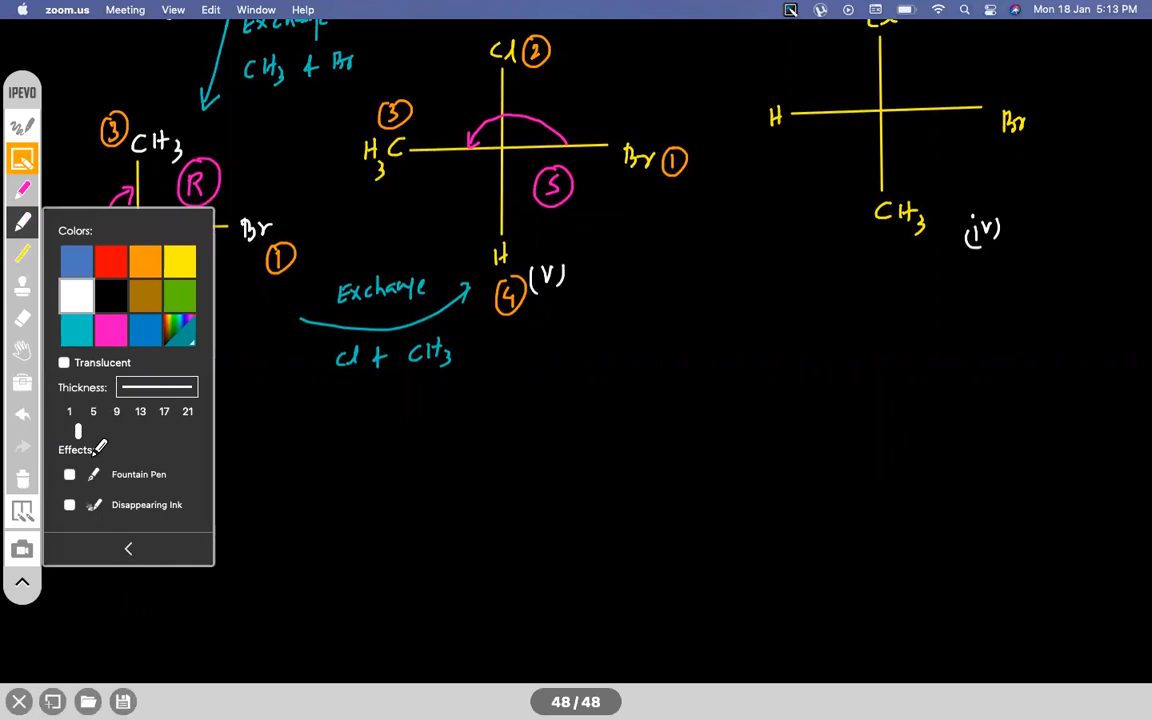 zoom.us Meeting View Edit Window Help
Mon 18 Jan 5:13 PM
CH3 + Br
Cl ②
③
H3C
Br ①
S
H
④ (V)
H
Br
CH3
(iv)
IPEVO
③ CH3
R
Br
①
Exchange
Cl + CH3
Colors:
Translucent
Thickness:
1 5 9 13 17 21
Effects:
Fountain Pen
Disappearing Ink
48 / 48